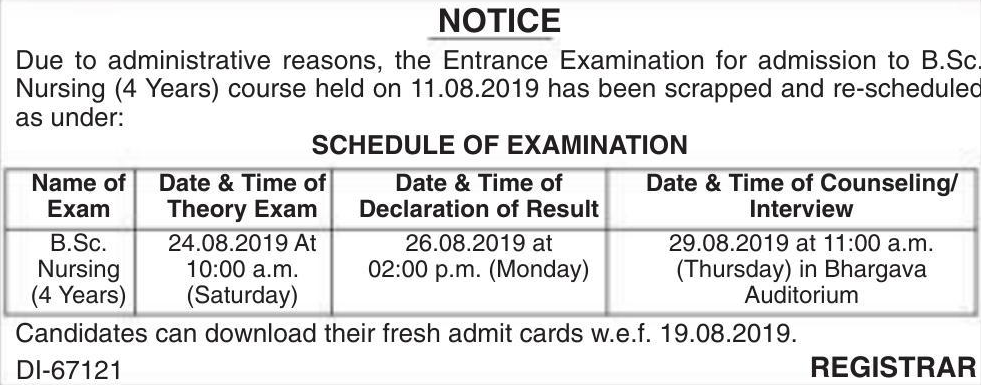 NOTICE
Due to administrative reasons, the Entrance Examination for admission to B.Sc.
Nursing (4 Years) course held on 11.08.2019 has been scrapped and re-scheduled
as under:
SCHEDULE OF EXAMINATION
Name of Exam
Date & Time of Theory Exam
Date & Time of Declaration of Result
Date & Time of Counseling/ Interview
B.Sc. Nursing (4 Years)
24.08.2019 At 10:00 a.m. (Saturday)
26.08.2019 at 02:00 p.m. (Monday)
29.08.2019 at 11:00 a.m. (Thursday) in Bhargava Auditorium
Candidates can download their fresh admit cards w.e.f. 19.08.2019.
DI-67121
REGISTRAR